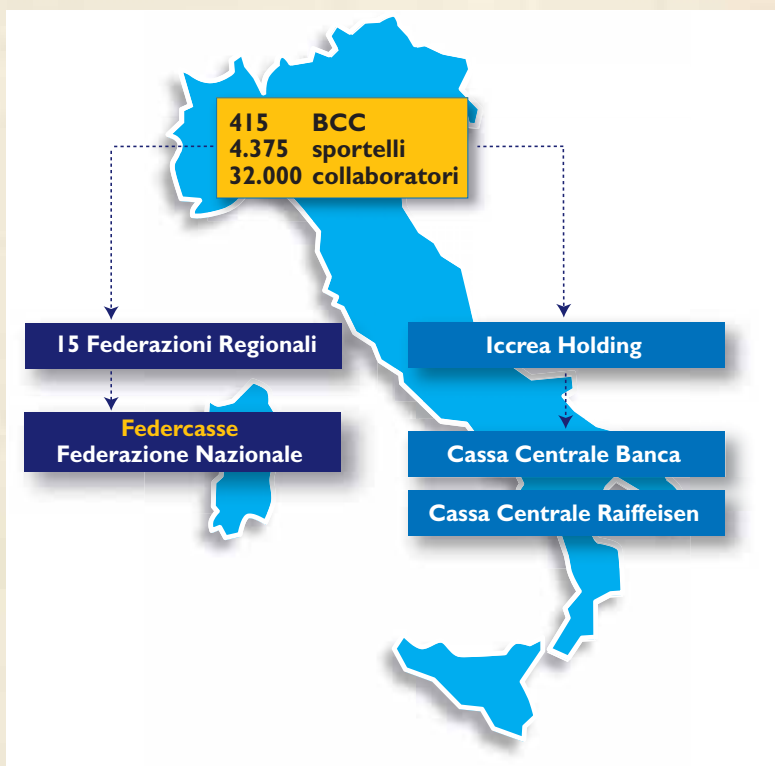 415 BCC
4.375 sportelli
32.000 collaboratori
15 Federazioni Regionali
Iccrea Holding
Federcasse
Federazione Nazionale
Cassa Centrale Banca
Cassa Centrale Raiffeisen